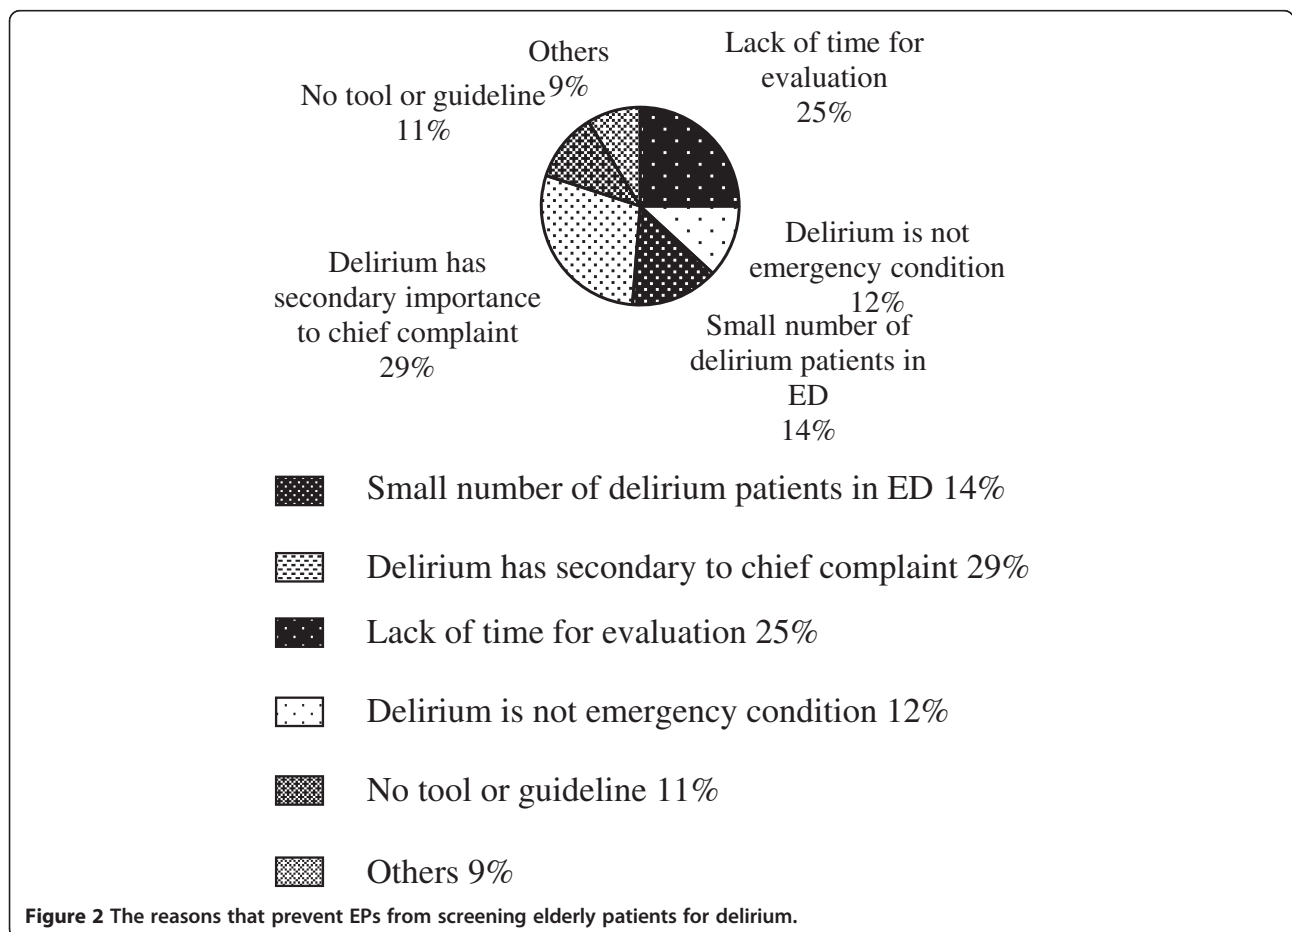 Others
9%
Lack of time for
evaluation
25%
No tool or guideline
11%
Delirium is not
emergency condition
12%
Delirium has
secondary importance
to chief complaint
29%
Small number of
delirium patients in
ED
14%
Small number of delirium patients in ED 14%
Delirium has secondary to chief complaint 29%
Lack of time for evaluation 25%
Delirium is not emergency condition 12%
No tool or guideline 11%
Others 9%
Figure 2 The reasons that prevent EPs from screening elderly patients for delirium.